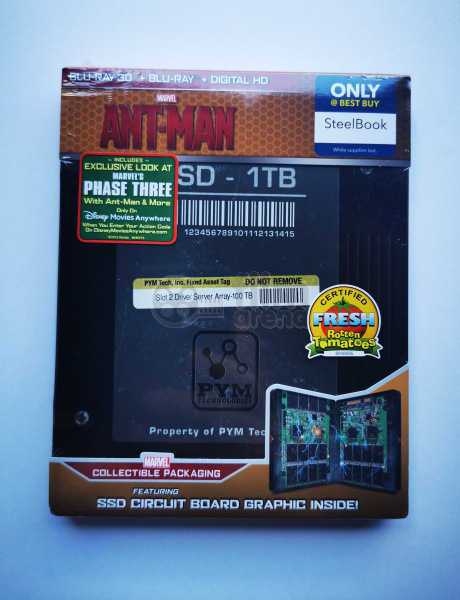 BLU-RAY 3D + BLU-RAY + DIGITAL HD
ONLY
@ BEST BUY
SteelBook
While supplies last
MARVEL
ANT-MAN
INCLUDES
EXCLUSIVE LOOK AT
MARVEL'S
PHASE THREE
With Ant-Man & More
Only On
Disney Movies Anywhere
When You Enter Your Action Code
On DisneyMoviesAnywhere.com
SD - 1TB
123456789101112131415
PYM Tech, Inc. Fixed Asset Tag DO NOT REMOVE
Slot 2 Drive/ Server Array-100 TB
CERTIFIED
FRESH
Rotten
Tomatoes
PYM
TECHNOLOGIES
Property of PYM Tec
MARVEL
COLLECTIBLE PACKAGING
FEATURING
SSD CIRCUIT BOARD GRAPHIC INSIDE!